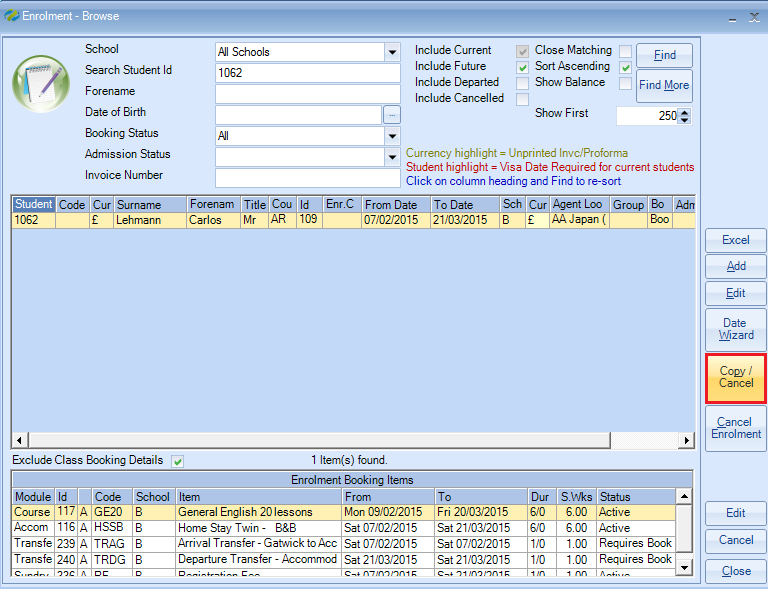 Enrolment - Browse
School All Schools
Search Student Id 1062
Forename
Date of Birth ...
Booking Status All
Admission Status
Invoice Number
Include Current Close Matching
Include Future Sort Ascending
Include Departed Show Balance
Include Cancelled
Show First 250
Find
Find More
Currency highlight = Unprinted Invc/Proforma
Student highlight = Visa Date Required for current students
Click on column heading and Find to re-sort
Student Code Cur Surname Forenam Title Cou Id Enr.C From Date To Date Sch Cur Agent Loo Group Bo Adm
1062 £ Lehmann Carlos Mr AR 109 07/02/2015 21/03/2015 B £ AA Japan ( Boo
Excel
Add
Edit
Date
Wizard
Copy /
Cancel
Cancel
Enrolment
Exclude Class Booking Details 1 Item(s) found.
Enrolment Booking Items
Module Id Code School Item From To Dur S.Wks Status
Course 117 A GE20 B General English 20 lessons Mon 09/02/2015 Fri 20/03/2015 6/0 6.00 Active
Accom 116 A HSSB B Home Stay Twin - B&B Sat 07/02/2015 Sat 21/03/2015 6/0 6.00 Active
Transfe 239 A TRAG B Arrival Transfer - Gatwick to Acc Sat 07/02/2015 Sat 07/02/2015 1/0 1.00 Requires Book
Transfe 240 A TRDG B Departure Transfer - Accommod Sat 21/03/2015 Sat 21/03/2015 1/0 1.00 Requires Book
Sundry 236 A RF B Registration Fee Sat 07/02/2015 Sat 07/02/2015 1/0 1.00 Active
Edit
Cancel
Close